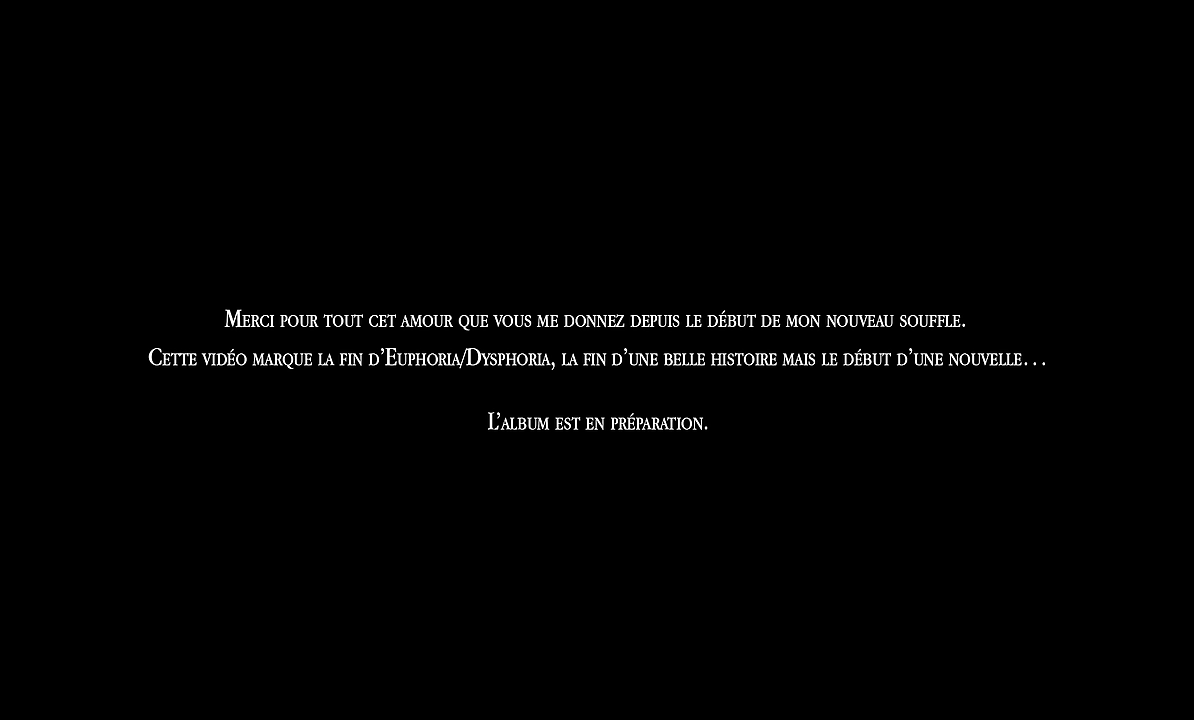 Merci pour tout cet amour que vous me donnez depuis le début de mon nouveau souffle.
Cette vidéo marque la fin d’Euphoria/Dysphoria, la fin d’une belle histoire mais le début d’une nouvelle…
L’album est en préparation.